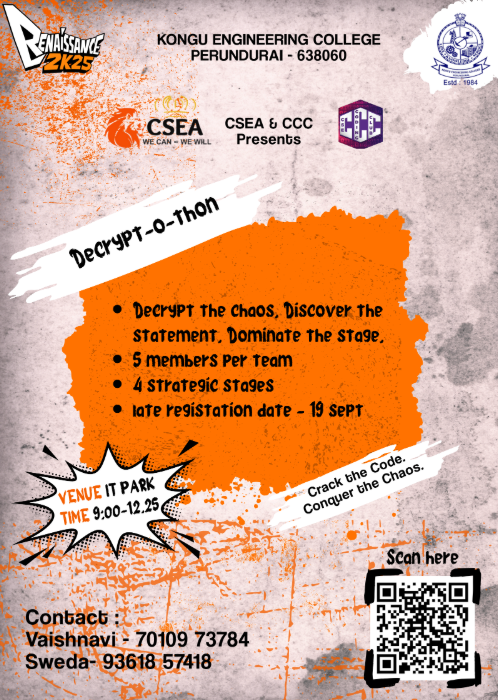 RENAISSANCE
2K25
KONGU ENGINEERING COLLEGE
PERUNDURAI - 638060
Estd : 1984
CSEA
WE CAN - WE WILL
CSEA & CCC
Presents
CCC
Decrypt-o-thon
Decrypt the chaos, Discover the
statement, Dominate the stage.
5 members per team
4 strategic stages
late registation date - 19 sept
Crack the Code.
Conquer the Chaos.
VENUE IT PARK
TIME 9:00-12.25
Scan here
Contact :
Vaishnavi - 70109 73784
Sweda- 93618 57418